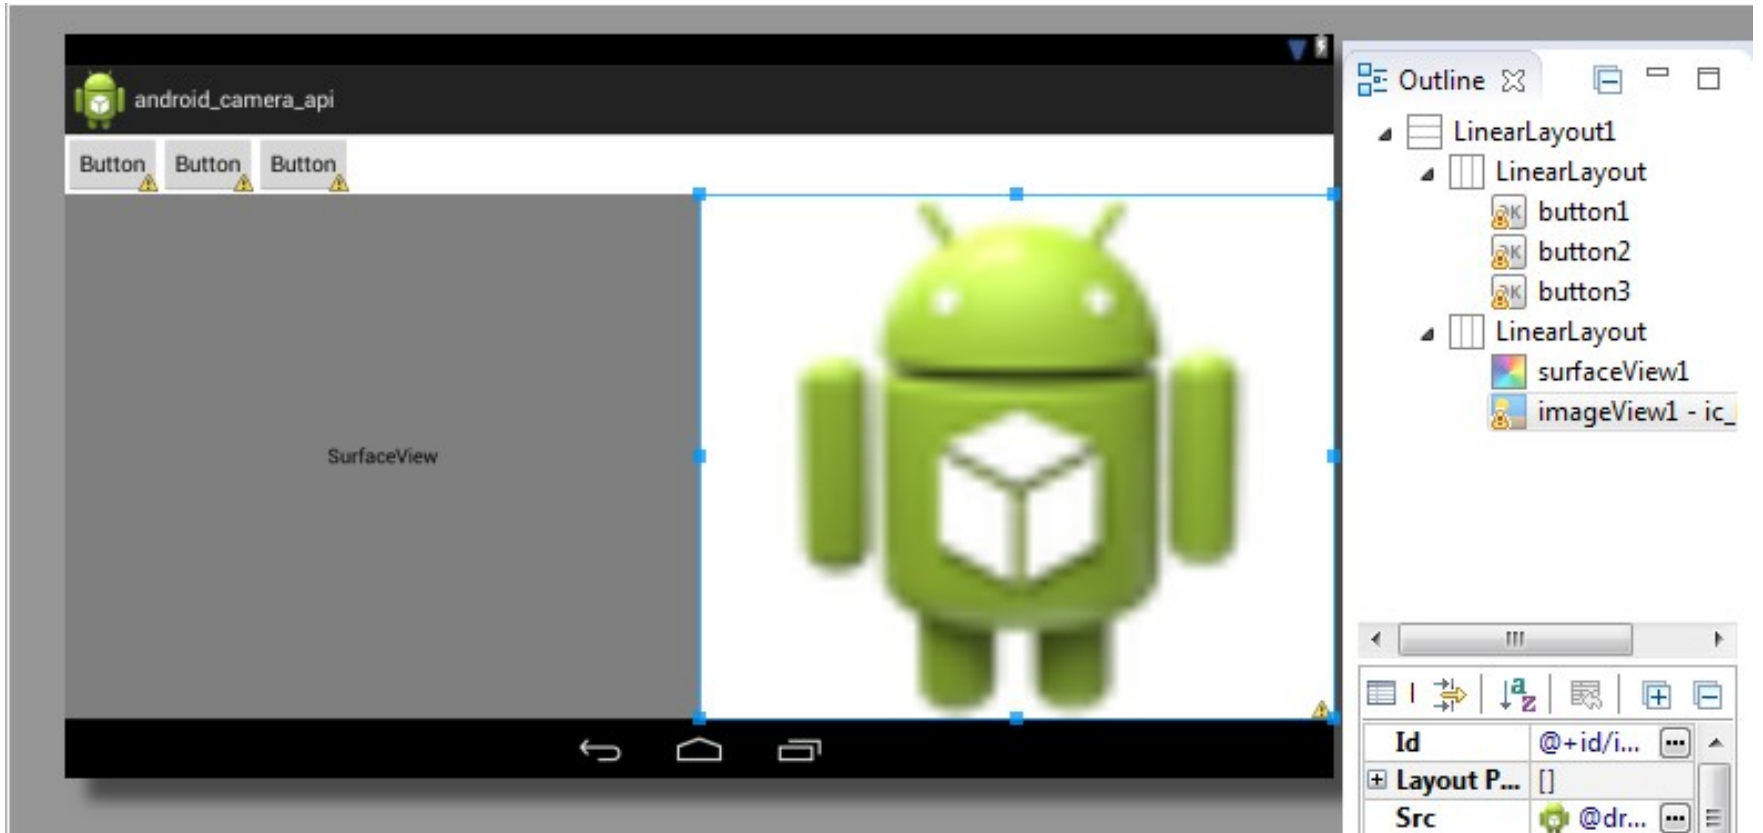 android_camera_api
Button Button Button
SurfaceView
Outline
LinearLayout1
LinearLayout
button1
button2
button3
LinearLayout
surfaceView1
imageView1 - ic_
Id @+id/i...
Layout P... []
Src @dr...